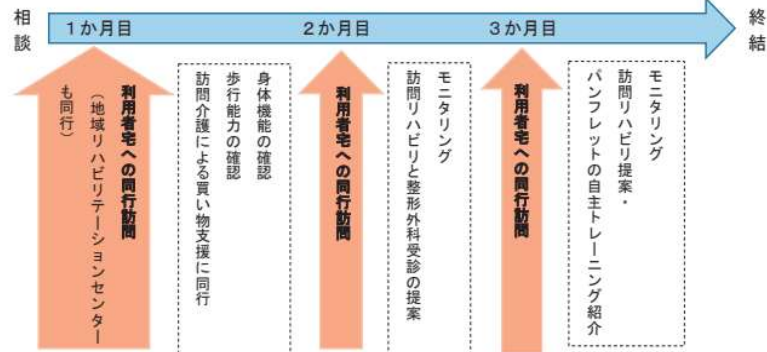 相談
1か月目
2か月目
3か月目
終結
利用者宅への同行訪問
（地域リハビリテーションセンター
も同行）
身体機能の確認
歩行能力の確認
訪問介護による買い物支援に同行
利用者宅への同行訪問
モニタリング
訪問リハビリと整形外科受診の提案
利用者宅への同行訪問
モニタリング
訪問リハビリ提案・
パンフレットの自主トレーニング紹介